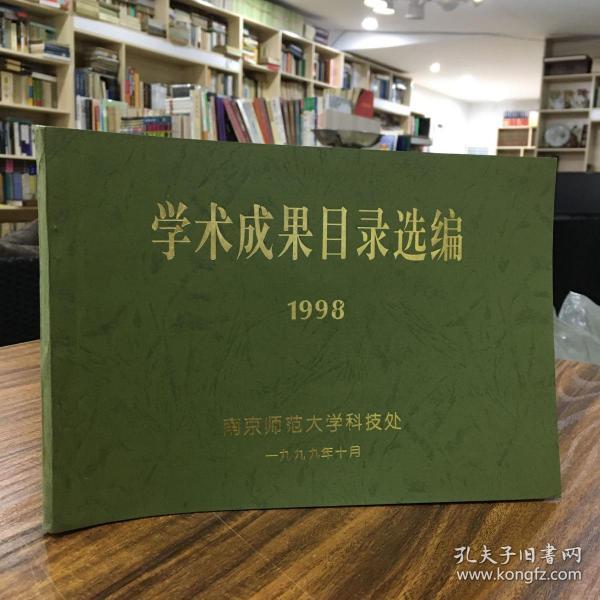 学术成果目录选编
1998
南京师范大学科技处
一九九九年十月
孔夫子旧书网
www.kongfz.com